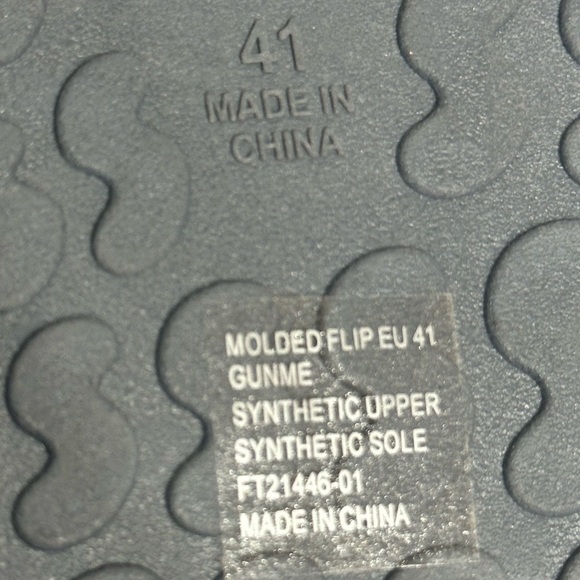 41
MADE IN
CHINA
MOLDED FLIP EU 41
GUNME
SYNTHETIC UPPER
SYNTHETIC SOLE
FT21446-01
MADE IN CHINA